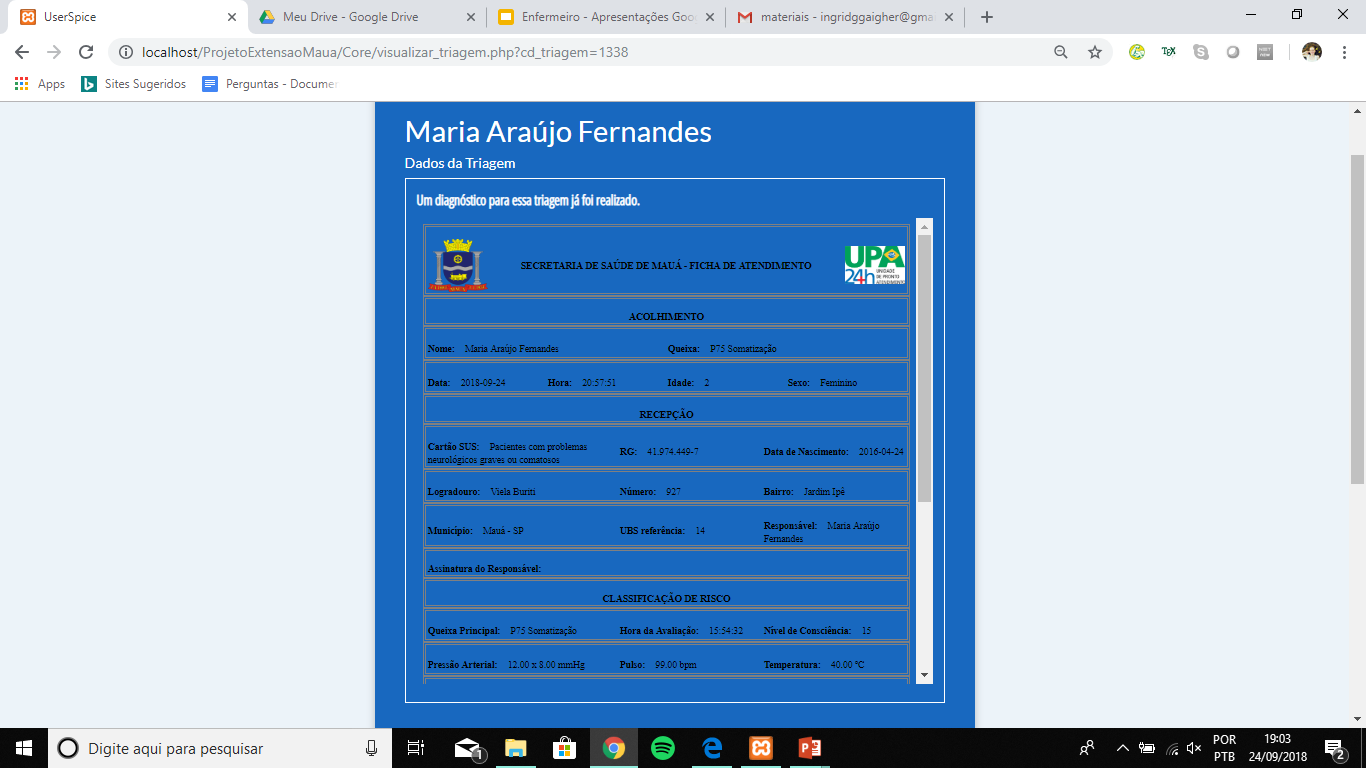 UserSpice
Meu Drive - Google Drive
Enfermeiro - Apresentações Goo
materiais - ingridggaigher@gma
localhost/ProjetoExtensaoMaua/Core/visualizar_triagem.php?cd_triagem=1338
Apps
Sites Sugeridos
Perguntas - Documen
Maria Araújo Fernandes
Dados da Triagem
Um diagnóstico para essa triagem já foi realizado.
SECRETARIA DE SAÚDE DE MAUÁ - FICHA DE ATENDIMENTO
UPA
24h
UNIDADE
DE PRONTO
ATENDIMENTO
ACOLHIMENTO
Nome: Maria Araújo Fernandes Queixa: P75 Somatização
Data: 2018-09-24 Hora: 20:57:51 Idade: 2 Sexo: Feminino
RECEPÇÃO
Cartão SUS: Pacientes com problemas
neurológicos graves ou comatosos
RG: 41.974.449-7 Data de Nascimento: 2016-04-24
Logradouro: Viela Buriti Número: 927 Bairro: Jardim Ipê
Município: Mauá - SP UBS referência: 14
Responsável: Maria Araújo
Fernandes
Assinatura do Responsável:
CLASSIFICAÇÃO DE RISCO
Queixa Principal: P75 Somatização Hora da Avaliação: 15:54:32 Nível de Consciência: 15
Pressão Arterial: 12.00 x 8.00 mmHg Pulso: 99.00 bpm Temperatura: 40.00 ºC
Digite aqui para pesquisar
1
POR
PTB
19:03
24/09/2018
2